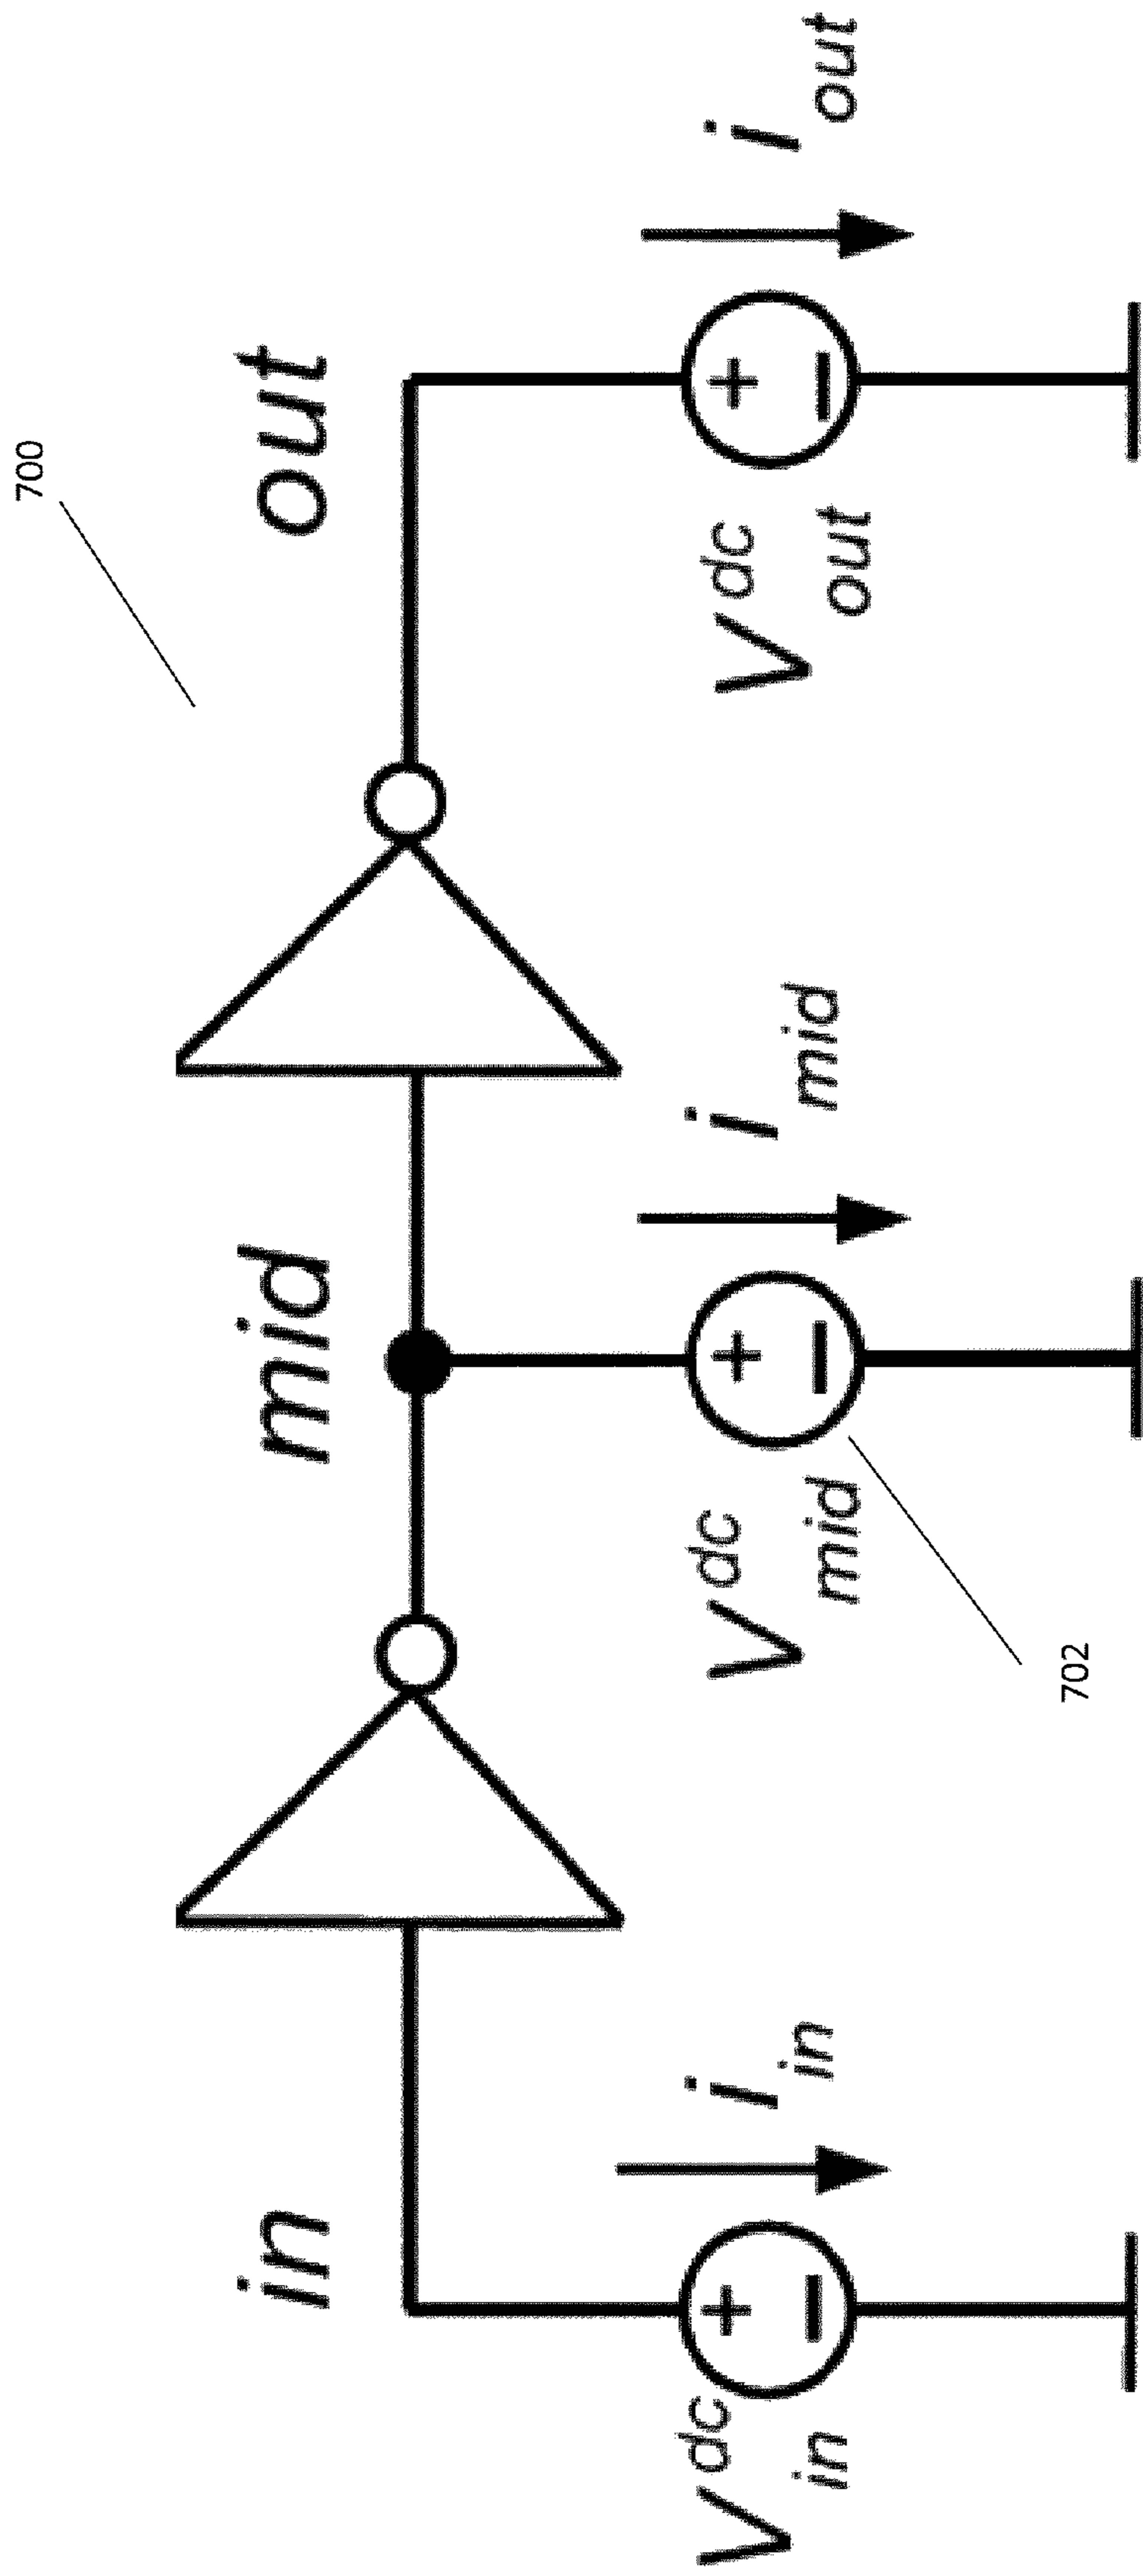 700
in
mid
out
V^dc_in
i_in
V^dc_mid
i_mid
V^dc_out
i_out
+
−
+
−
+
−
702